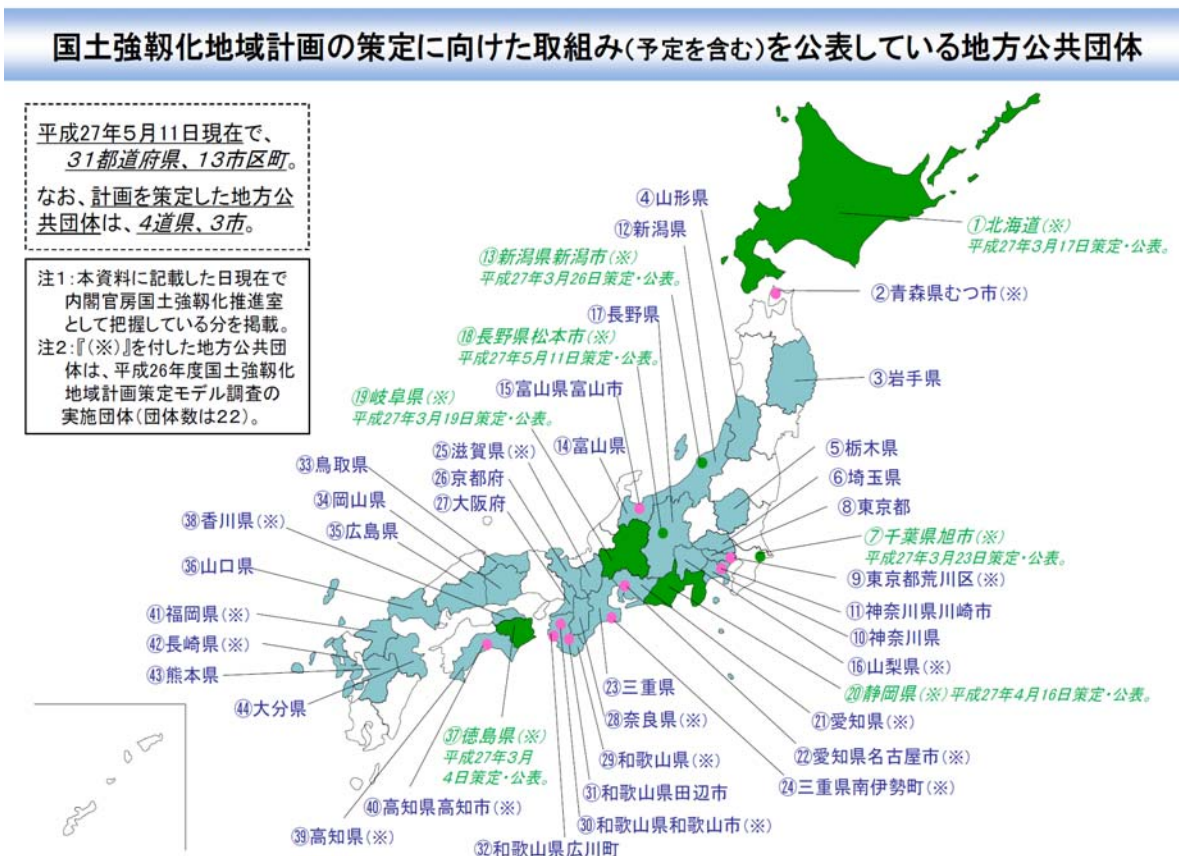 国土強靱化地域計画の策定に向けた取組み(予定を含む)を公表している地方公共団体
平成27年5月11日現在で、
31都道府県、13市区町。
なお、計画を策定した地方公
共団体は、4道県、3市。
注1:本資料に記載した日現在で
内閣官房国土強靱化推進室
として把握している分を掲載。
注2:『(※)』を付した地方公共団
体は、平成26年度国土強靱化
地域計画策定モデル調査の
実施団体(団体数は22)。
④山形県
⑫新潟県
⑬新潟県新潟市(※)
平成27年3月26日策定・公表。
⑰長野県
⑱長野県松本市(※)
平成27年5月11日策定・公表。
⑮富山県富山市
⑲岐阜県(※)
平成27年3月19日策定・公表。
⑭富山県
㉕滋賀県(※)
㉖京都府
㉗大阪府
㉝鳥取県
㉞岡山県
㊳香川県(※)
㉟広島県
㊱山口県
㊶福岡県(※)
㊷長崎県(※)
㊸熊本県
㊹大分県
①北海道(※)
平成27年3月17日策定・公表。
②青森県むつ市(※)
③岩手県
⑤栃木県
⑥埼玉県
⑧東京都
⑦千葉県旭市(※)
平成27年3月23日策定・公表。
⑨東京都荒川区(※)
⑪神奈川県川崎市
⑩神奈川県
⑯山梨県(※)
⑳静岡県(※)平成27年4月16日策定・公表。
㉑愛知県(※)
㉒愛知県名古屋市(※)
㉔三重県南伊勢町(※)
㉓三重県
㉘奈良県(※)
㉙和歌山県(※)
㉛和歌山県田辺市
㉚和歌山県和歌山市(※)
㉜和歌山県広川町
㊲徳島県(※)
平成27年3月
4日策定・公表。
㊵高知県高知市(※)
㊴高知県(※)